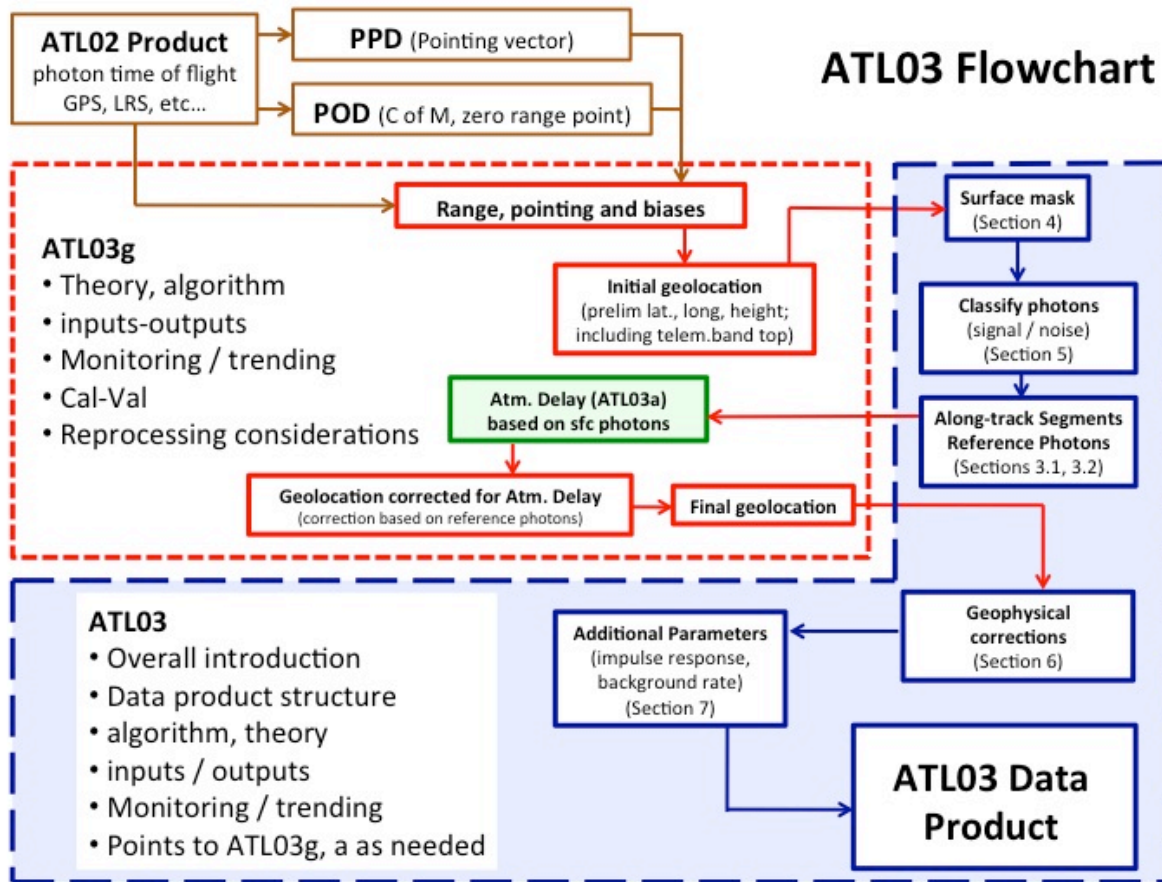 ATL03 Flowchart
ATL02 Product
photon time of flight
GPS, LRS, etc...
PPD (Pointing vector)
POD (C of M, zero range point)
Range, pointing and biases
ATL03g
• Theory, algorithm
• inputs-outputs
• Monitoring / trending
• Cal-Val
• Reprocessing considerations
Initial geolocation
(prelim lat., long, height;
including telem.band top)
Surface mask
(Section 4)
Classify photons
(signal / noise)
(Section 5)
Along-track Segments
Reference Photons
(Sections 3.1, 3.2)
Atm. Delay (ATL03a)
based on sfc photons
Geolocation corrected for Atm. Delay
(correction based on reference photons)
Final geolocation
Geophysical
corrections
(Section 6)
Additional Parameters
(impulse response,
background rate)
(Section 7)
ATL03 Data
Product
ATL03
• Overall introduction
• Data product structure
• algorithm, theory
• inputs / outputs
• Monitoring / trending
• Points to ATL03g, a as needed